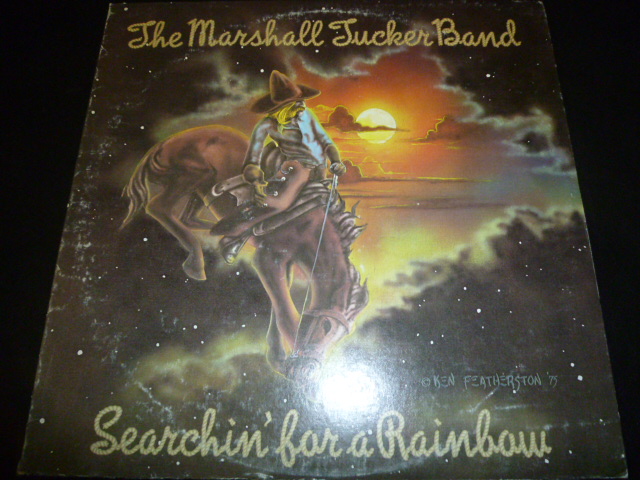 The Marshall Tucker Band
© KEN FEATHERSTON '75
Searchin' for a Rainbow